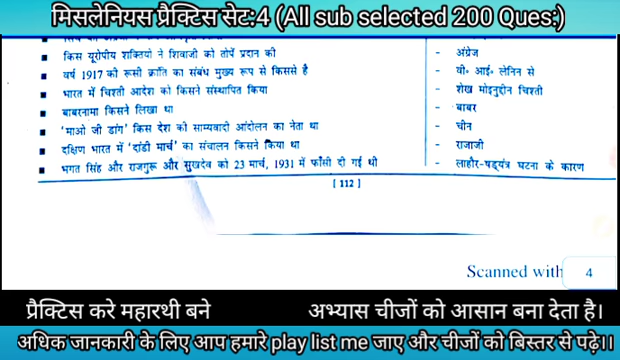 मिसलेनियस प्रैक्टिस सेट:4 (All sub selected 200 Ques:)
किस यूरोपीय शक्तियो ने शिवाजी को तोपें प्रदान की - अंग्रेज
वर्ष 1917 को रूसी क्रांति का संबंध मुख्य रूप से किससे है - वी॰ आई॰ लेनिन से
भारत में चिश्ती आदेश को किसने संस्थापित किया - शेख मोइनुद्दीन चिश्ती
बाबरनामा किसने लिखा था - बाबर
'माओ जी डांग' किस देश की साम्यवादी आंदोलन का नेता था - चीन
दक्षिण भारत में 'दांडी मार्च' का संचालन किसने किया था - राजाजी
भगत सिंह और राजगुरू और सुखदेव को 23 मार्च, 1931 में फाँसी दी गई थी - लाहौर-षड्यंत्र घटना के कारण
[ 112 ]
Scanned with 4
प्रैक्टिस करे महारथी बने अभ्यास चीजों को आसान बना देता है।
अधिक जानकारी के लिए आप हमारे play list me जाए और चीजों को बिस्तर से पढ़े।।